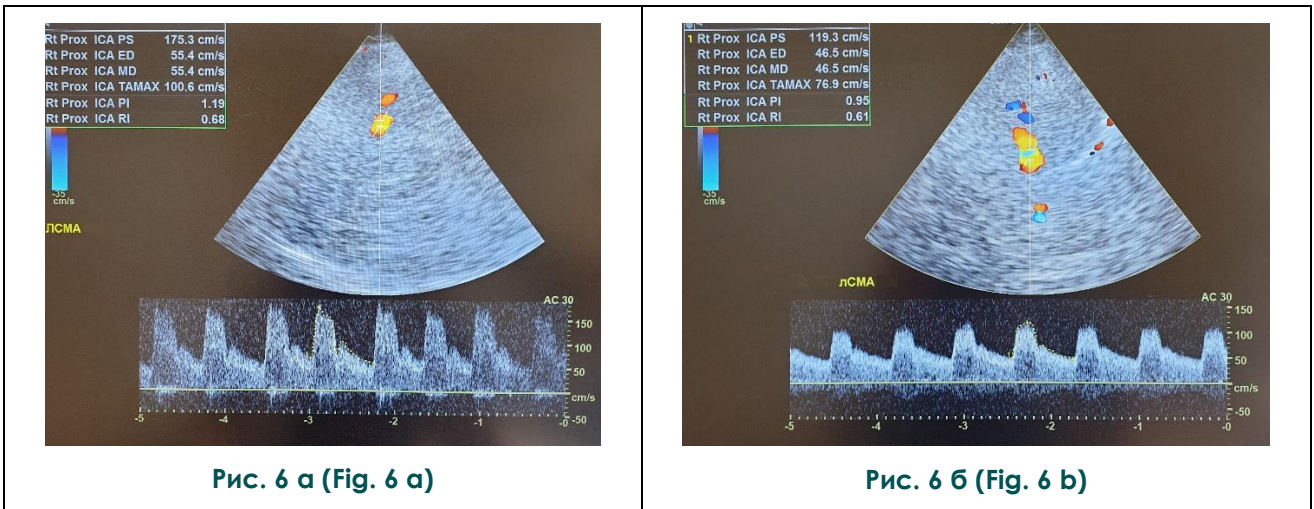 Rt Prox ICA PS 175.3 cm/s
Rt Prox ICA ED 55.4 cm/s
Rt Prox ICA MD 55.4 cm/s
Rt Prox ICA TAMAX 100.6 cm/s
Rt Prox ICA PI 1.19
Rt Prox ICA RI 0.68
-35
cm/s
ЛСМА
AC 30
150
100
50
cm/s
-50
-5
-4
-3
-2
-1
-0
Рис. 6 а (Fig. 6 a)
1 Rt Prox ICA PS 119.3 cm/s
Rt Prox ICA ED 46.5 cm/s
Rt Prox ICA MD 46.5 cm/s
Rt Prox ICA TAMAX 76.9 cm/s
Rt Prox ICA PI 0.95
Rt Prox ICA RI 0.61
-35
cm/s
лСМА
AC 30
150
100
50
cm/s
-50
-5
-4
-3
-2
-1
-0
Рис. 6 б (Fig. 6 b)